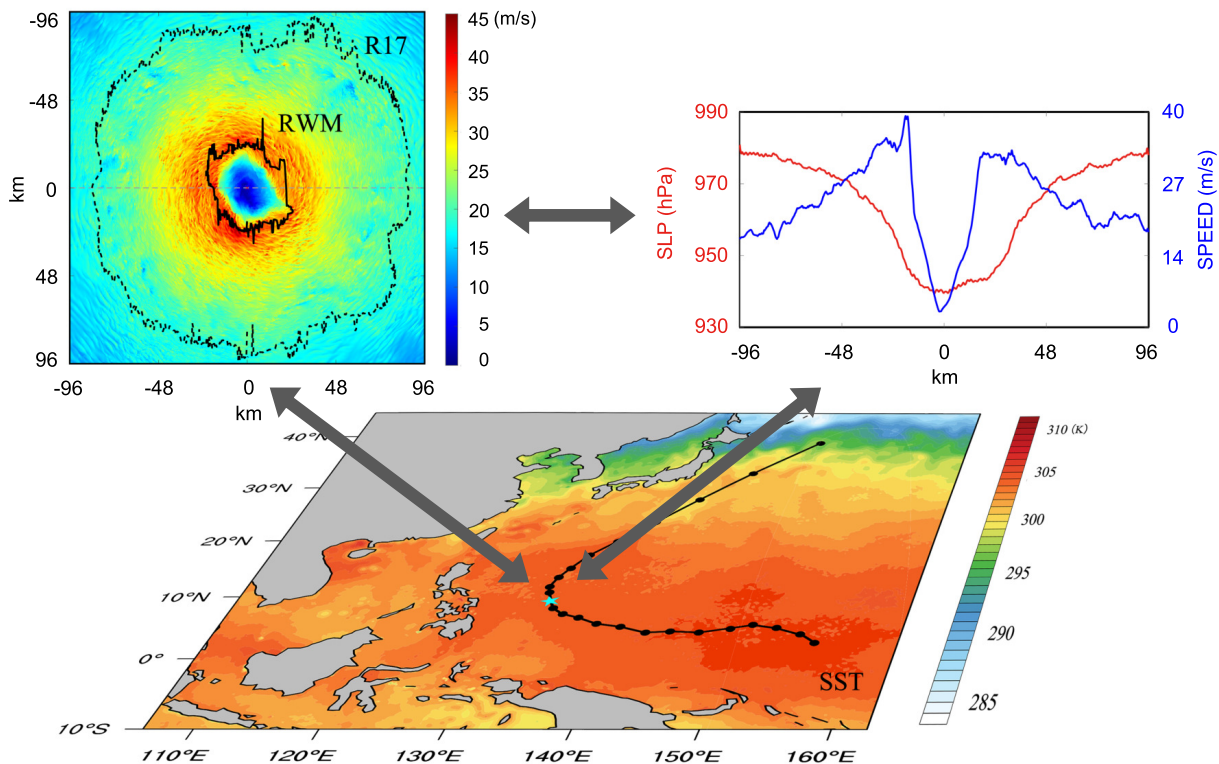 -96
-48
0
48
96
km
R17
RWM
-96
-48
0
48
96
km
45 (m/s)
40
35
30
25
20
15
10
5
0
990
970
950
930
SLP (hPa)
40
27
14
0
SPEED (m/s)
-96
-48
0
48
96
km
40°N
30°N
20°N
10°N
0°
10°S
110°E
120°E
130°E
140°E
150°E
160°E
SST
310 (K)
305
300
295
290
285